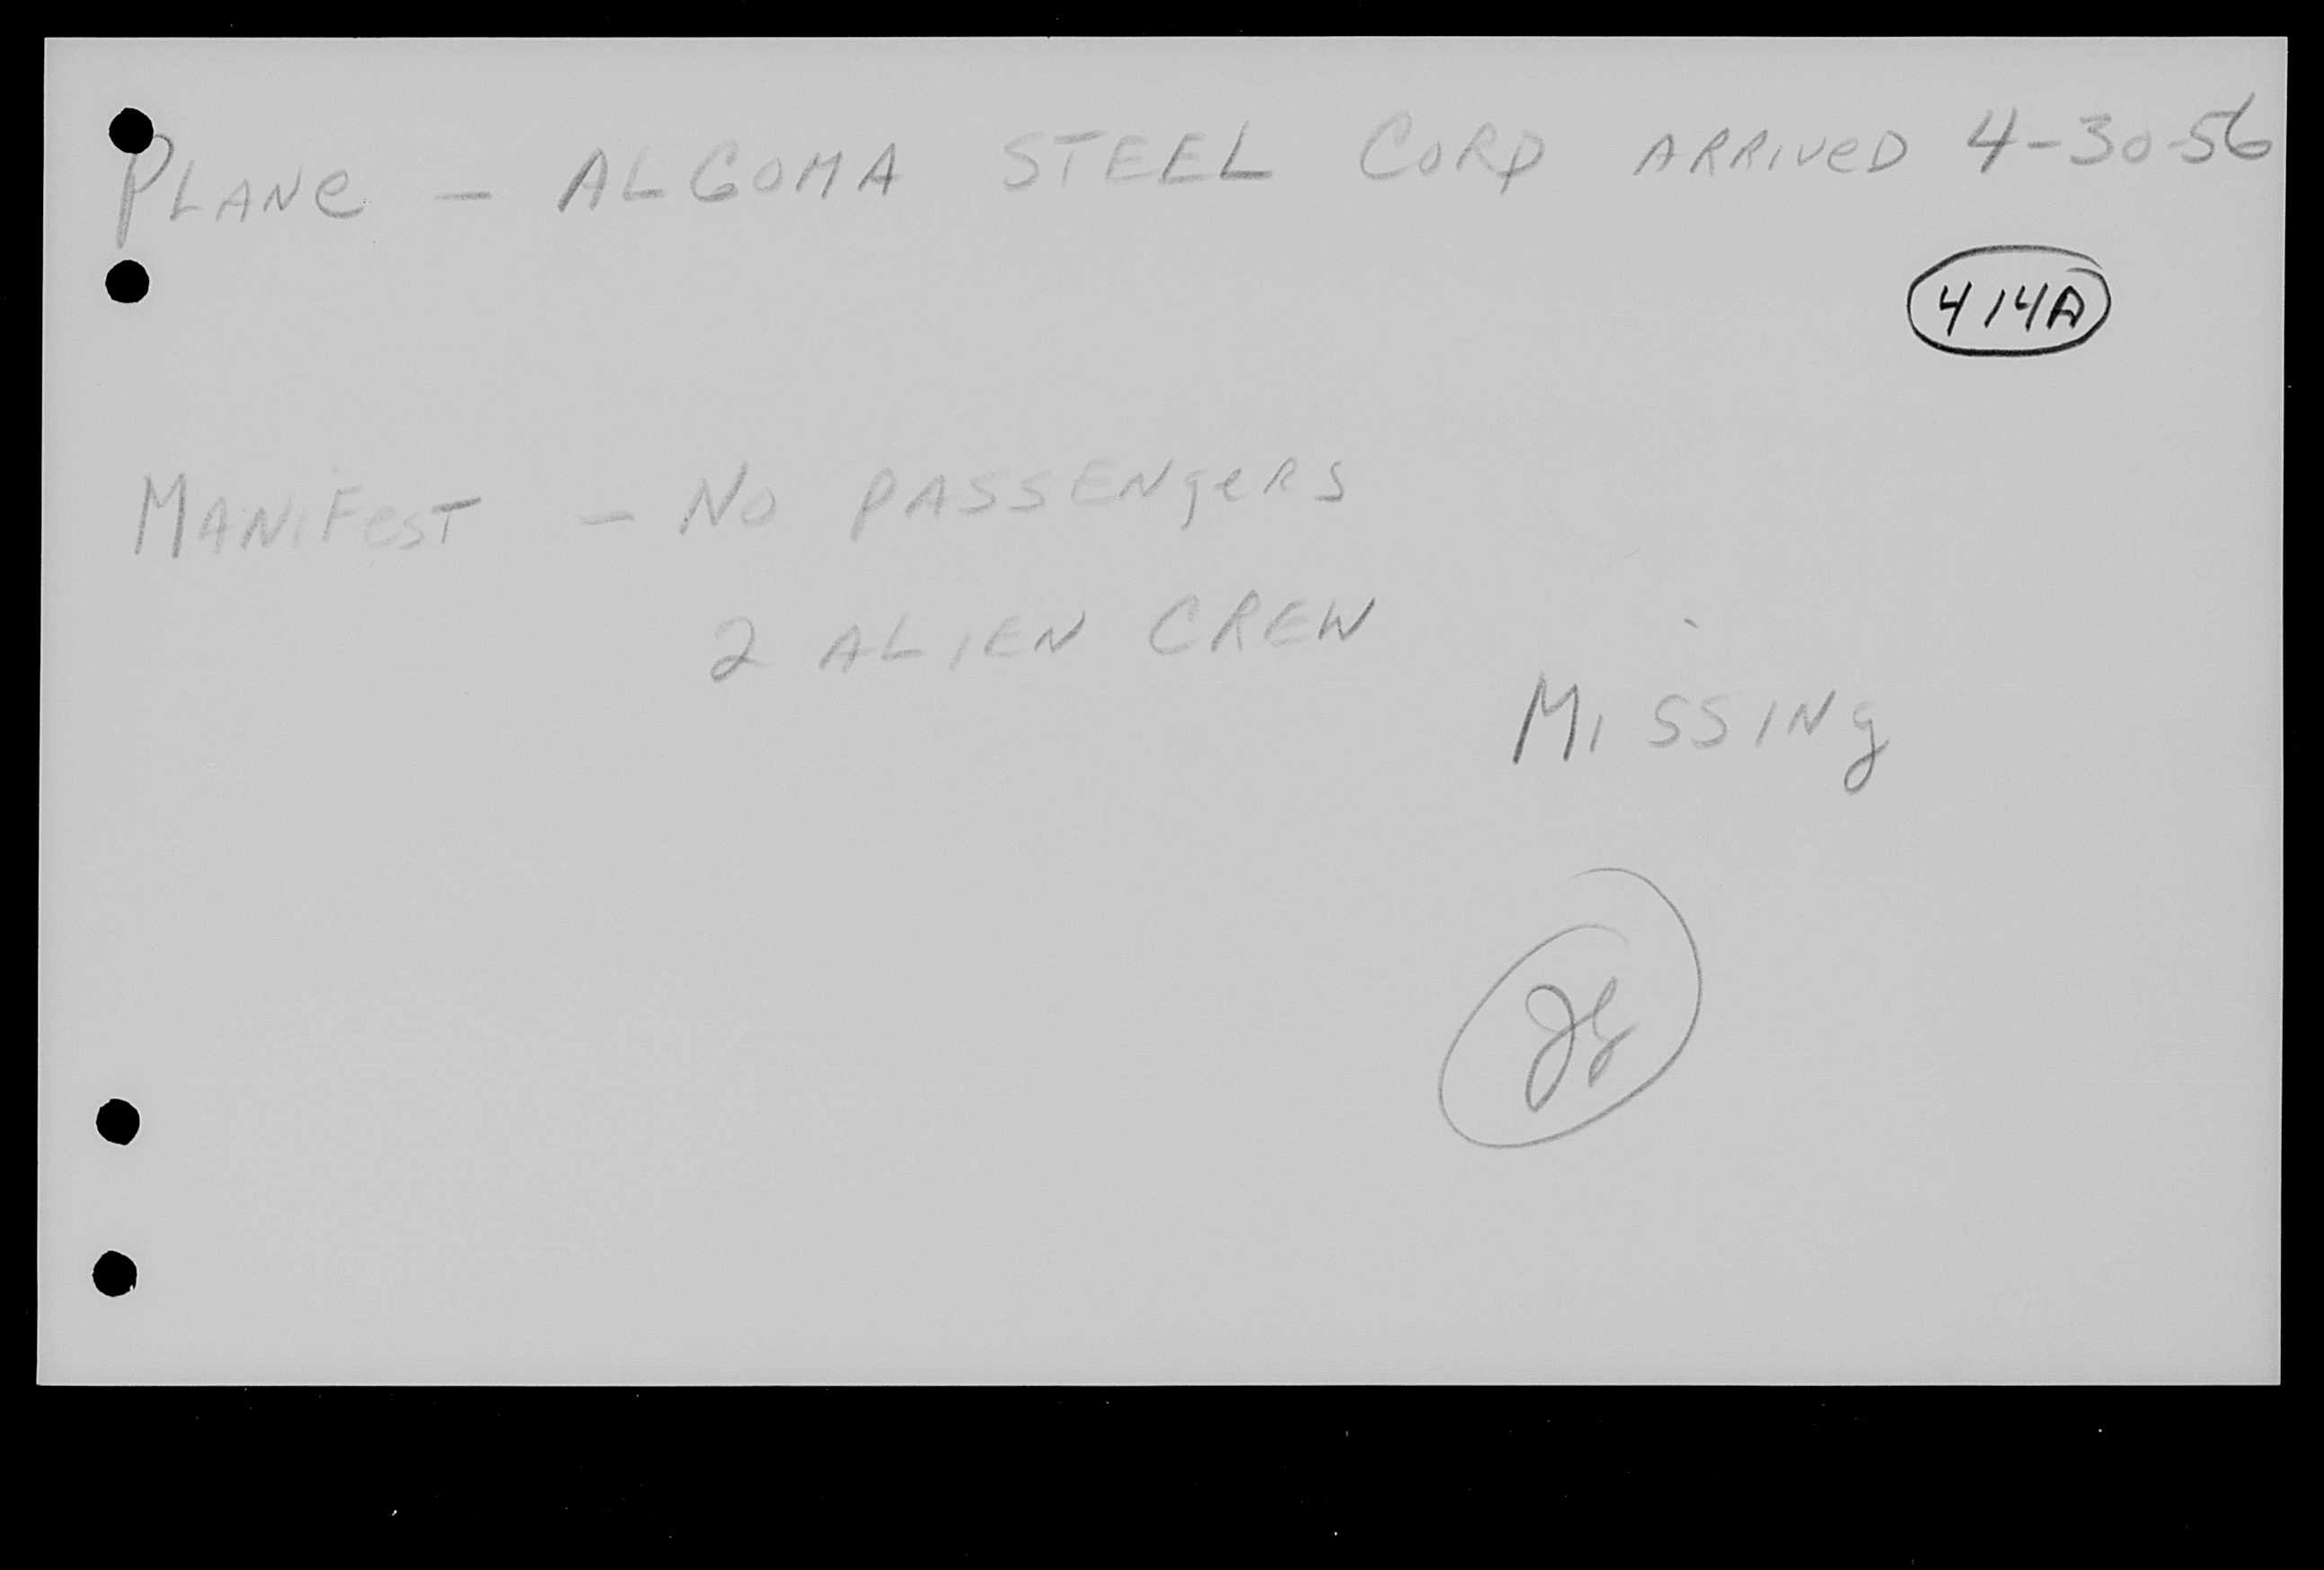 PLANe - ALGOMA STEEL CORP ARRIVeD 4-30-56
414A
MANIFesT - No PASSENgeRS
2 ALIEN CREW
MISSINg